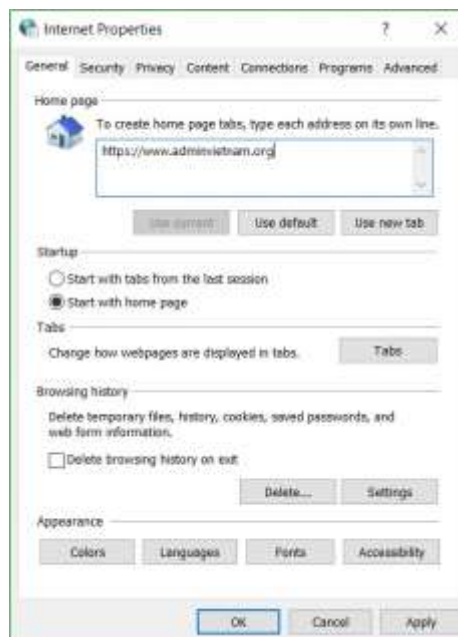 Internet Properties
General Security Privacy Content Connections Programs Advanced
Home page
To create home page tabs, type each address on its own line.
https://www.adminvietnam.org
Use current Use default Use new tab
Startup
Start with tabs from the last session
Start with home page
Tabs
Change how webpages are displayed in tabs. Tabs
Browsing history
Delete temporary files, history, cookies, saved passwords, and
web form information.
Delete browsing history on exit
Delete... Settings
Appearance
Colors Languages Fonts Accessibility
OK Cancel Apply